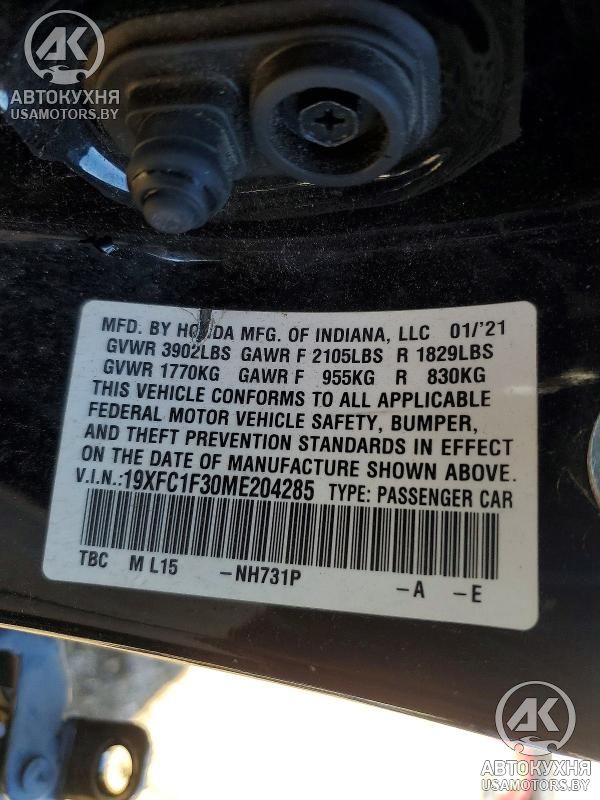 АК
АВТОКУХНЯ
USAMOTORS.BY
MFD. BY HONDA MFG. OF INDIANA, LLC 01/'21
GVWR 3902LBS GAWR F 2105LBS R 1829LBS
GVWR 1770KG GAWR F 955KG R 830KG
THIS VEHICLE CONFORMS TO ALL APPLICABLE
FEDERAL MOTOR VEHICLE SAFETY, BUMPER,
AND THEFT PREVENTION STANDARDS IN EFFECT
ON THE DATE OF MANUFACTURE SHOWN ABOVE.
V.I.N.:19XFC1F30ME204285 TYPE: PASSENGER CAR
TBC M L15 -NH731P -A -E
АК
АВТОКУХНЯ
USAMOTORS.BY